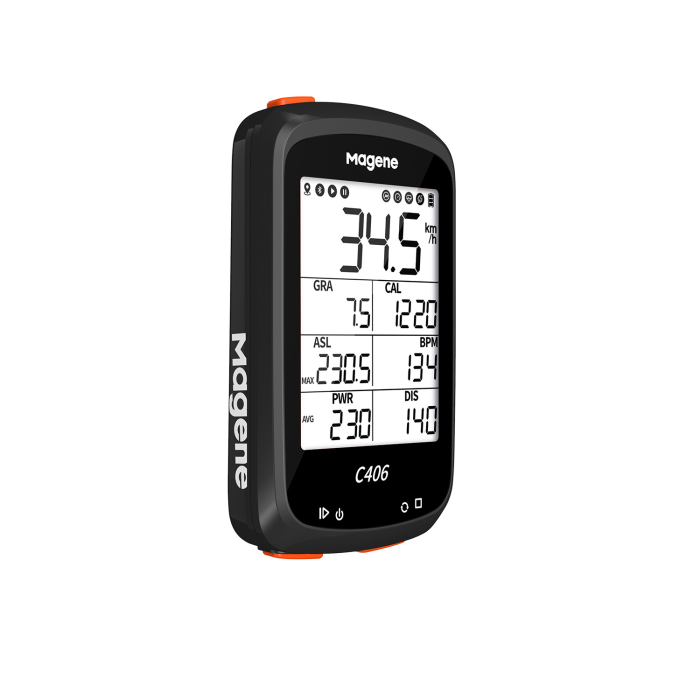 Magene
34.5 km/h
GRA CAL
7.5 1220
ASL BPM
MAX 230.5 134
PWR DIS
AVG 230 140
C406
Magene